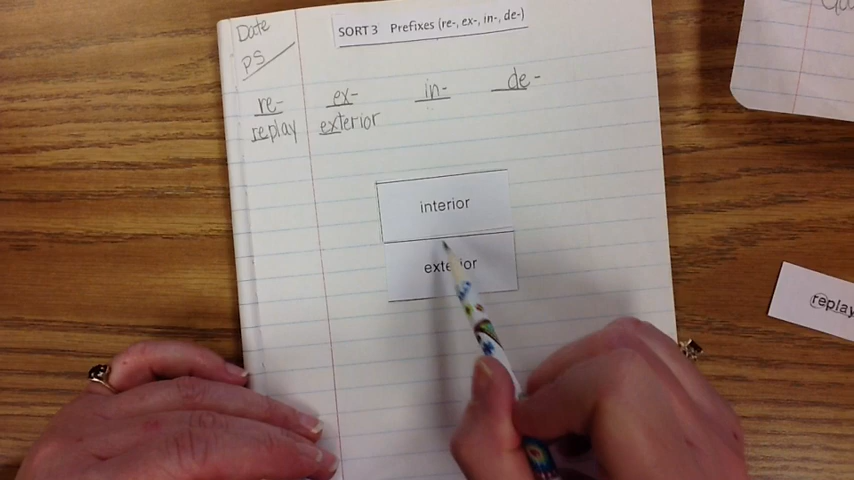 Date
PS
SORT 3 Prefixes (re-, ex-, in-, de-)
re- ex- in- de-
replay exterior
interior
exterior
replay